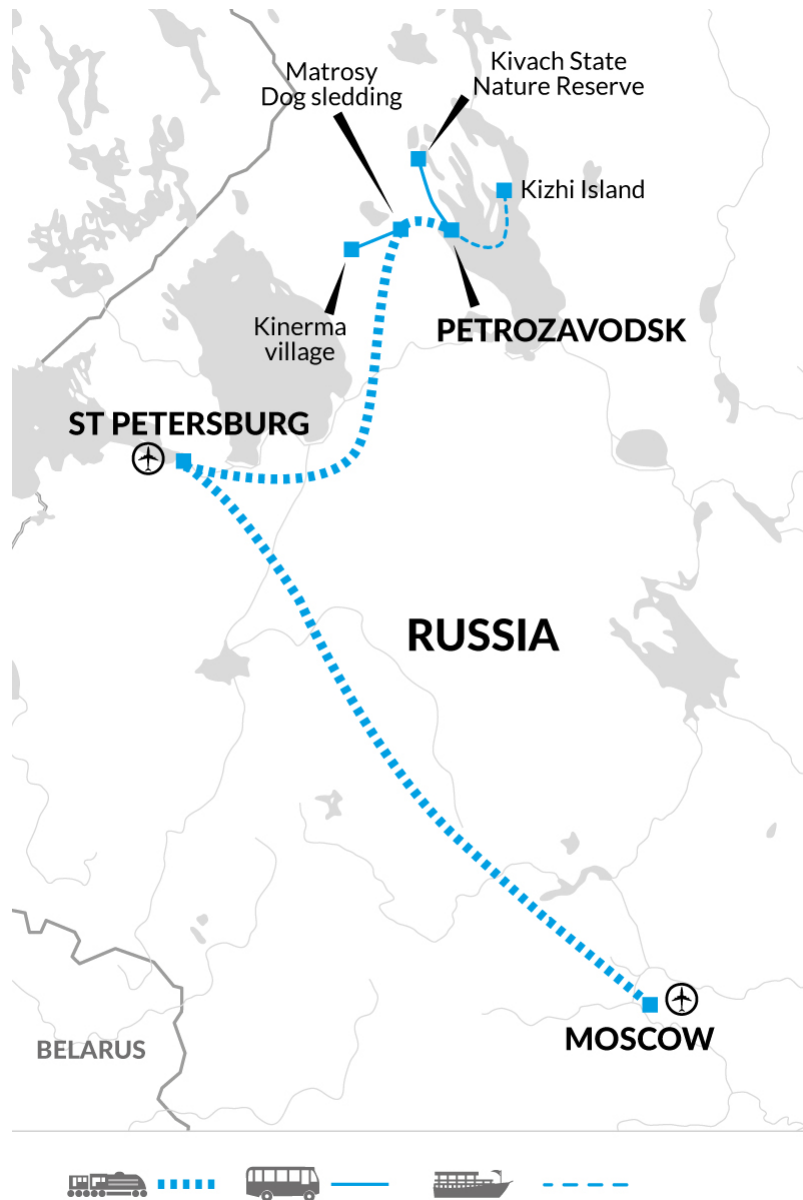 Kivach State
Nature Reserve
Matrosy
Dog sledding
Kizhi Island
Kinerma
village
PETROZAVODSK
ST PETERSBURG
RUSSIA
MOSCOW
BELARUS